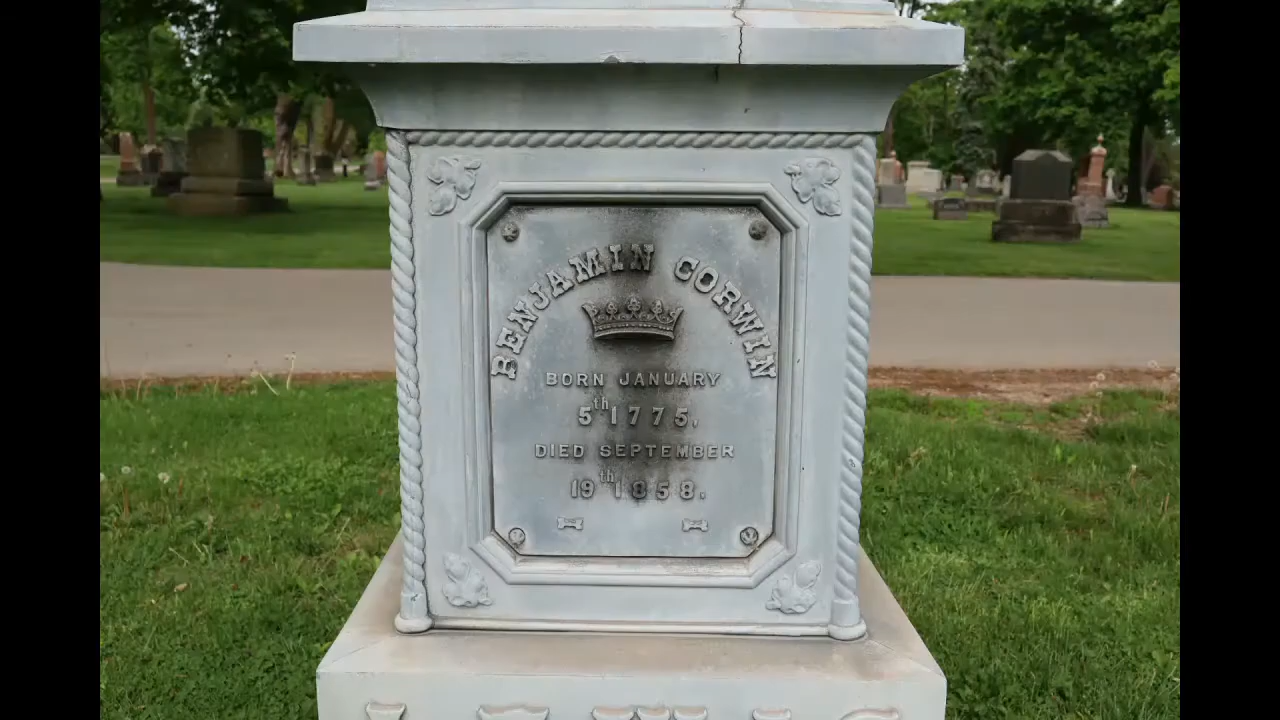 BENJAMIN CORWIN
BORN JANUARY
5th 1775.
DIED SEPTEMBER
19th 1858.